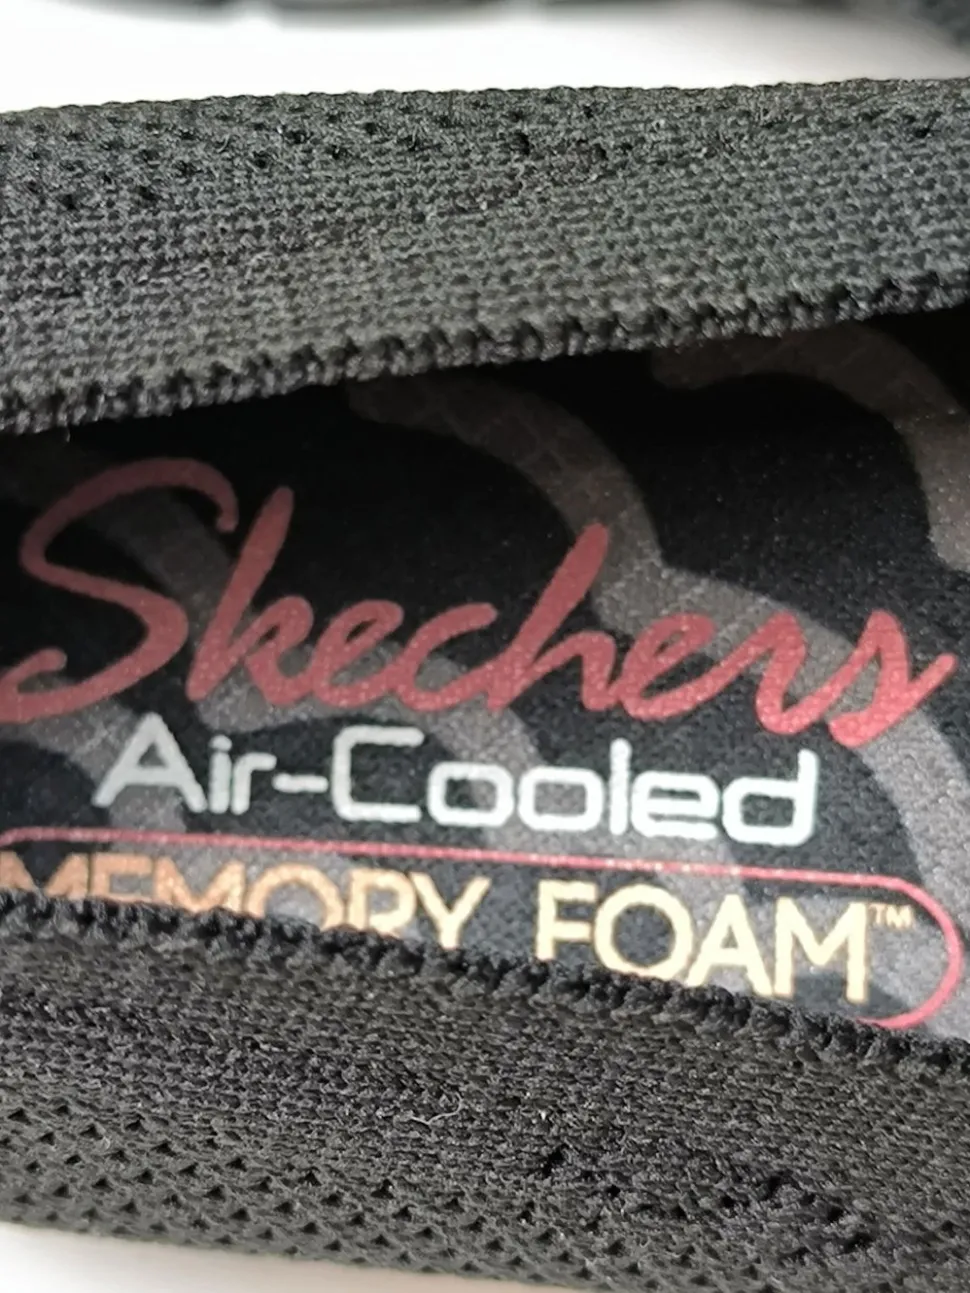 Skechers
Air-Cooled
MEMORY FOAM™